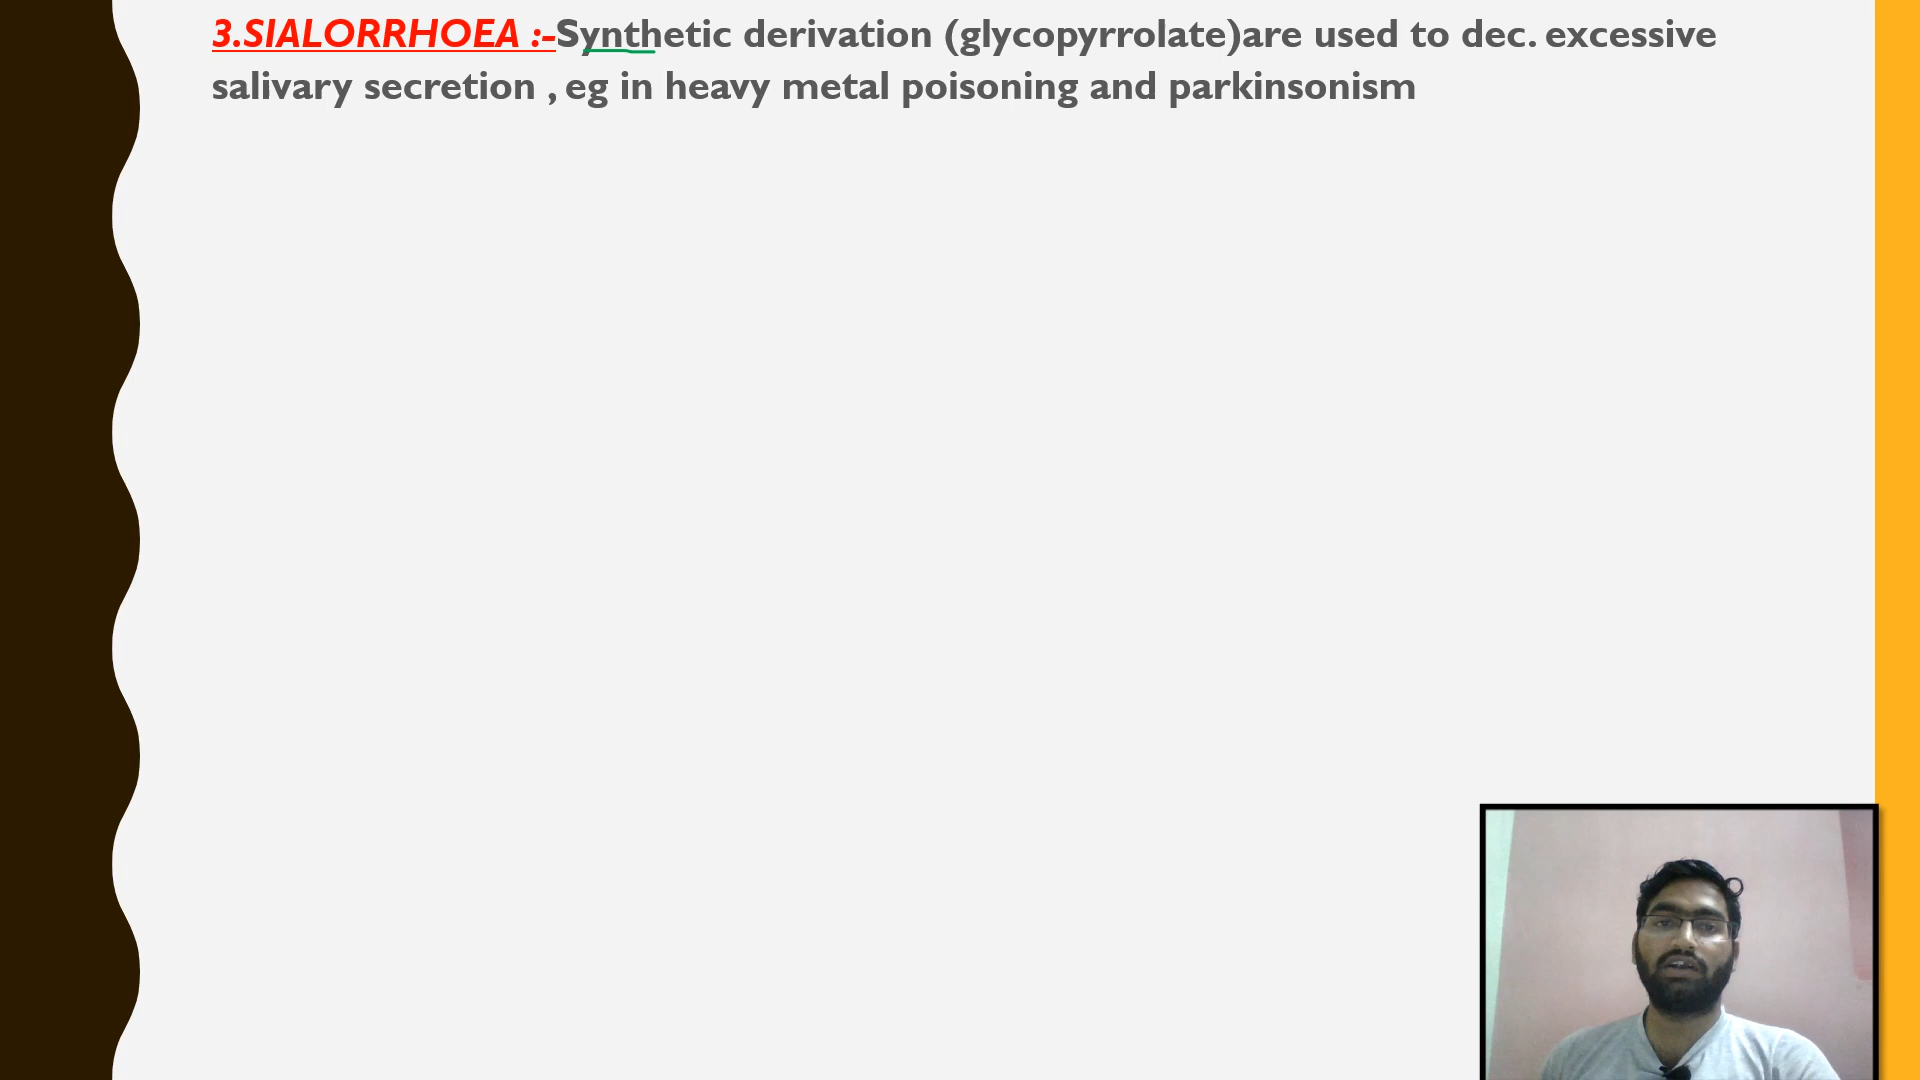 3.SIALORRHOEA :-Synthetic derivation (glycopyrrolate)are used to dec. excessive
salivary secretion , eg in heavy metal poisoning and parkinsonism